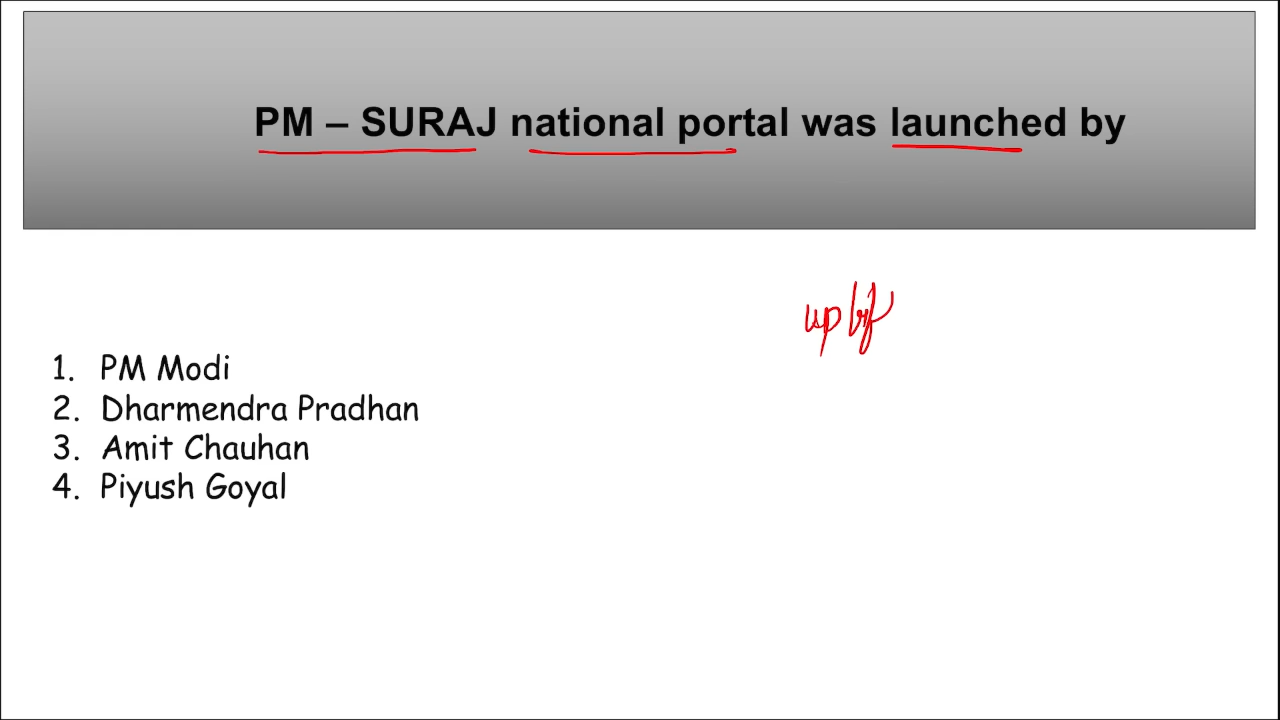 PM – SURAJ national portal was launched by
1. PM Modi
2. Dharmendra Pradhan
3. Amit Chauhan
4. Piyush Goyal